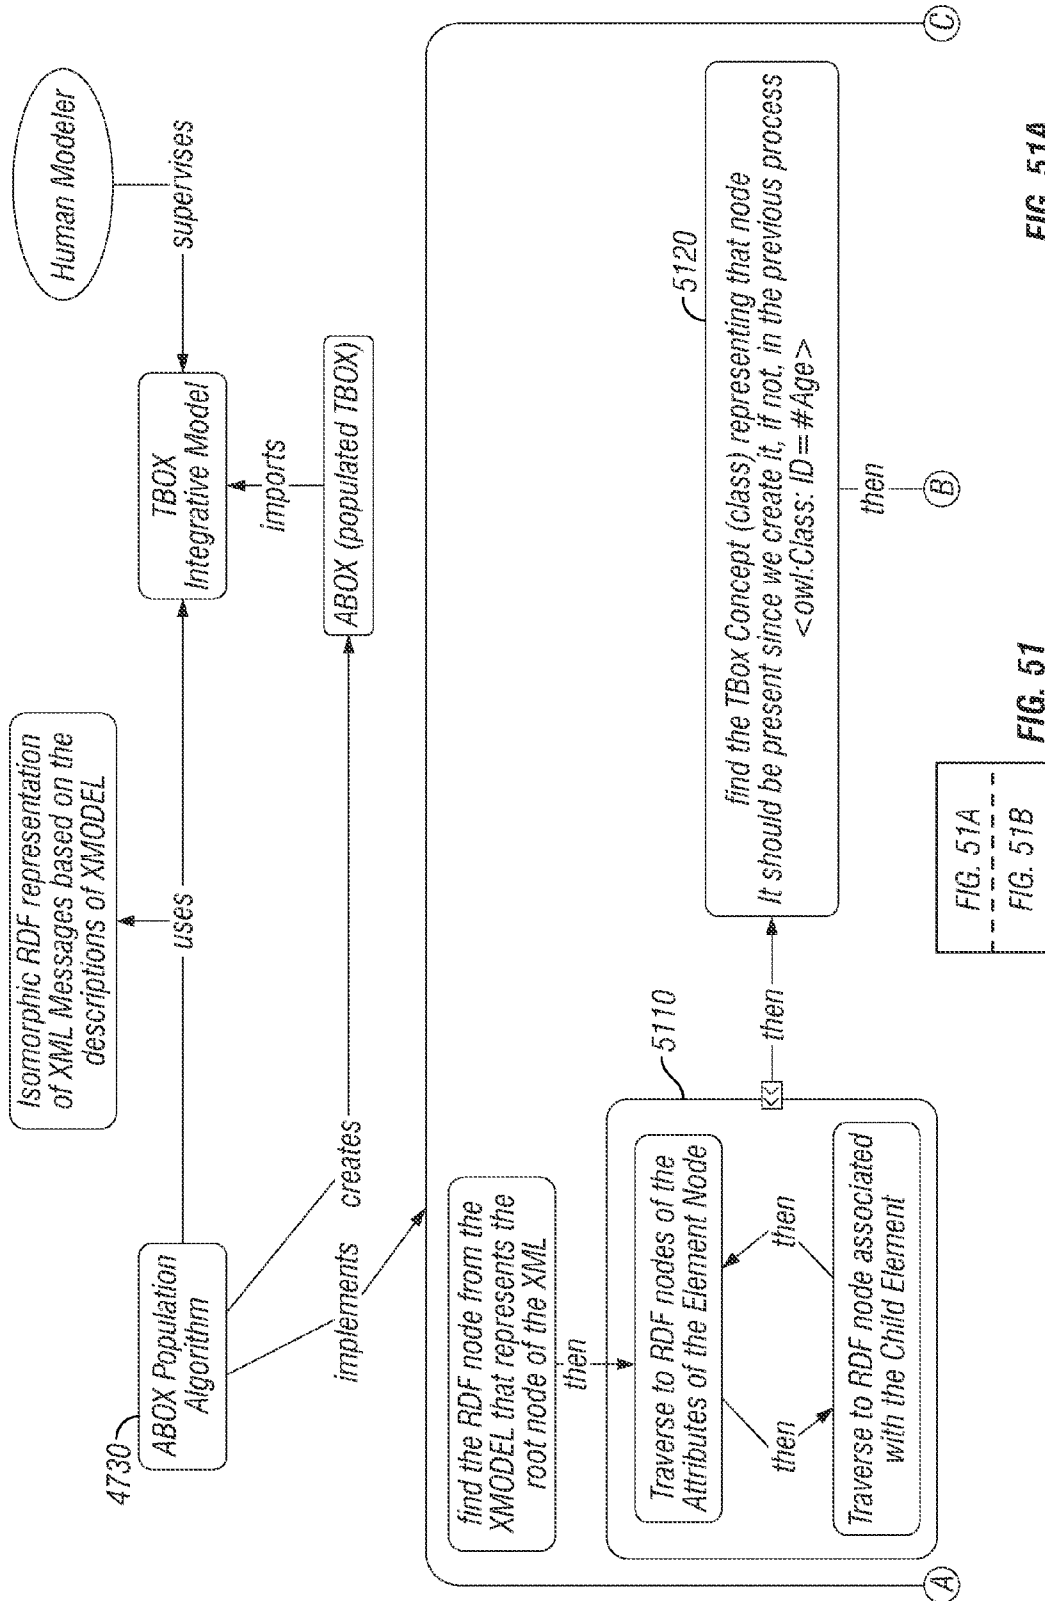 Human Modeler
supervises
Isomorphic RDF representation
of XML Messages based on the
descriptions of XMODEL
uses
TBOX
Integrative Model
imports
ABOX (populated TBOX)
4730
ABOX Population
Algorithm
creates
implements
find the RDF node from the
XMODEL that represents the
root node of the XML
then
5110
Traverse to RDF nodes of the
Attributes of the Element Node
then
then
Traverse to RDF node associated
with the Child Element
<<
then
5120
find the TBox Concept (class) representing that node
It should be present since we create it, if not, in the previous process
<owl:Class: ID=#Age>
then
A
B
C
FIG. 51A
FIG. 51B
FIG. 51
FIG. 51A